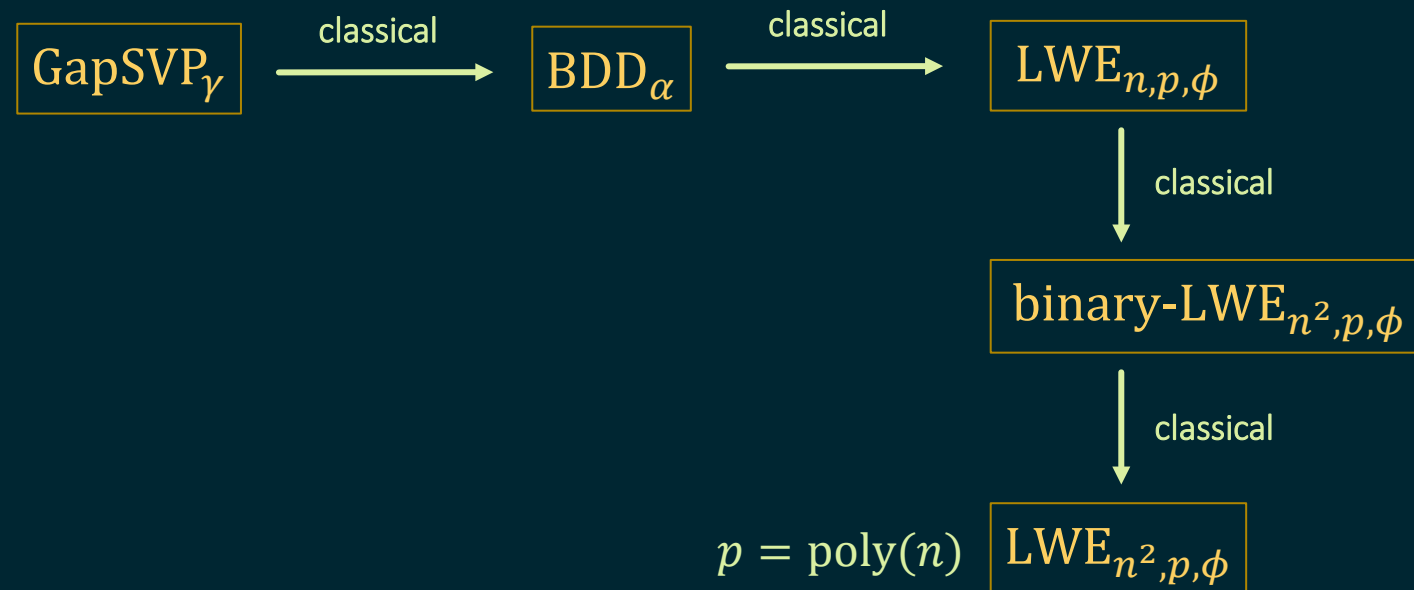 classical
classical
GapSVP_γ
BDD_α
LWE_{n,p,ϕ}
classical
binary-LWE_{n²,p,ϕ}
classical
p = poly(n)
LWE_{n²,p,ϕ}